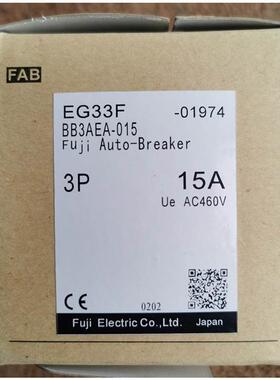 FAB
EG33F -01974
BB3AEA-015
Fuji Auto-Breaker
3P 15A
Ue AC460V
CE 0202
Fuji Electric Co.,Ltd. Japan